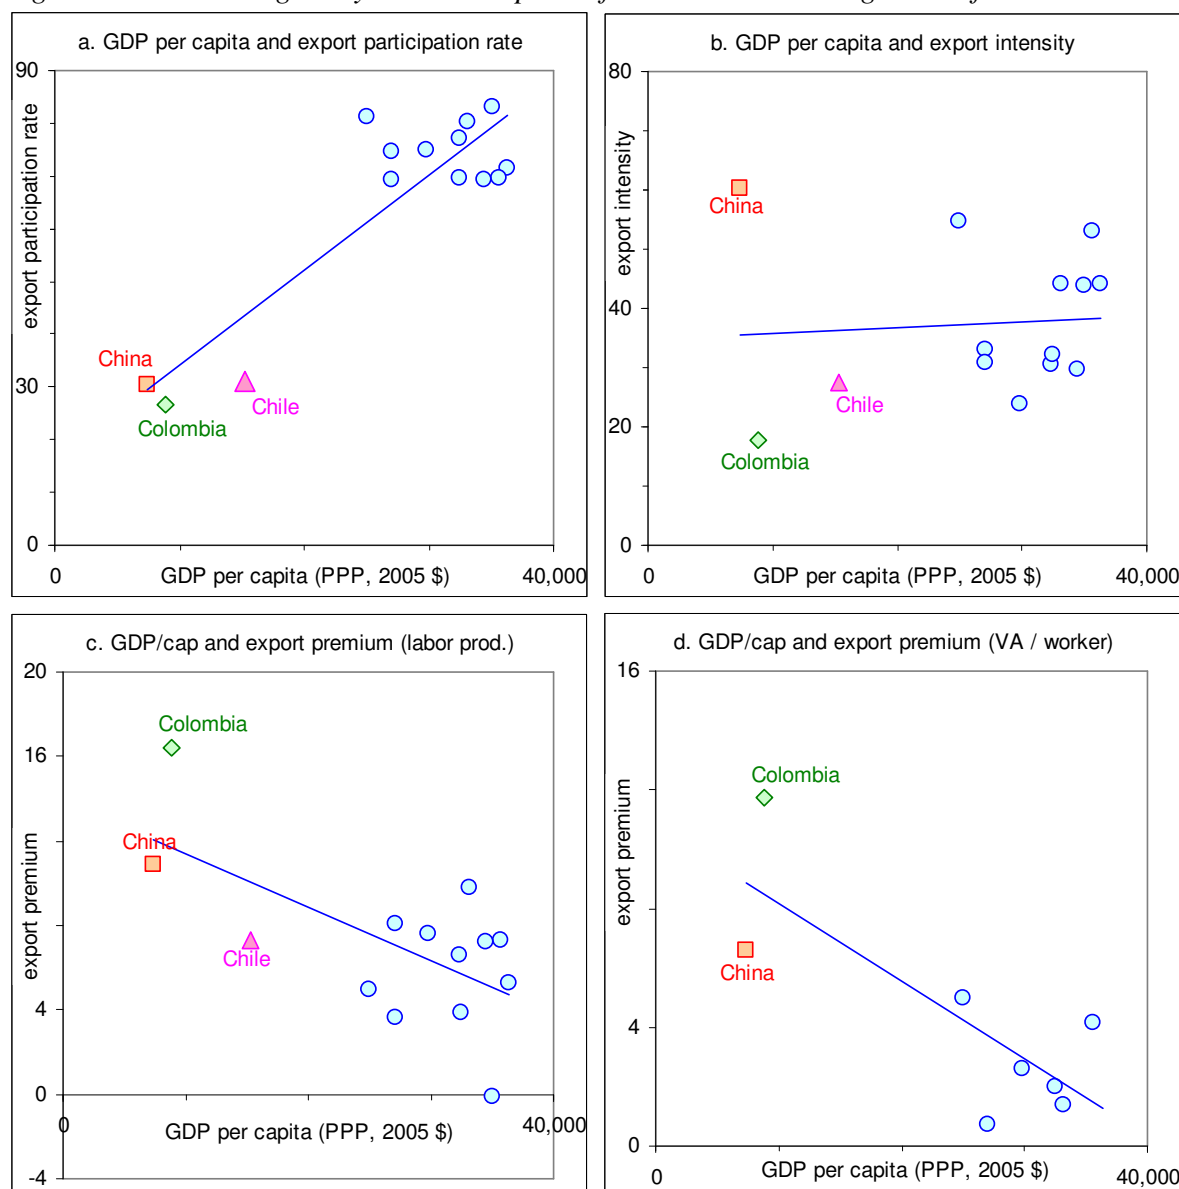 a. GDP per capita and export participation rate
90
export participation rate
China
30
Chile
Colombia
0
0
GDP per capita (PPP, 2005 $)
40,000
b. GDP per capita and export intensity
80
export intensity
China
40
Chile
20
Colombia
0
0
GDP per capita (PPP, 2005 $)
40,000
c. GDP/cap and export premium (labor prod.)
20
Colombia
16
China
export premium
Chile
4
0
0
GDP per capita (PPP, 2005 $)
40,000
-4
d. GDP/cap and export premium (VA / worker)
16
Colombia
export premium
China
4
0
0
GDP per capita (PPP, 2005 $)
40,000